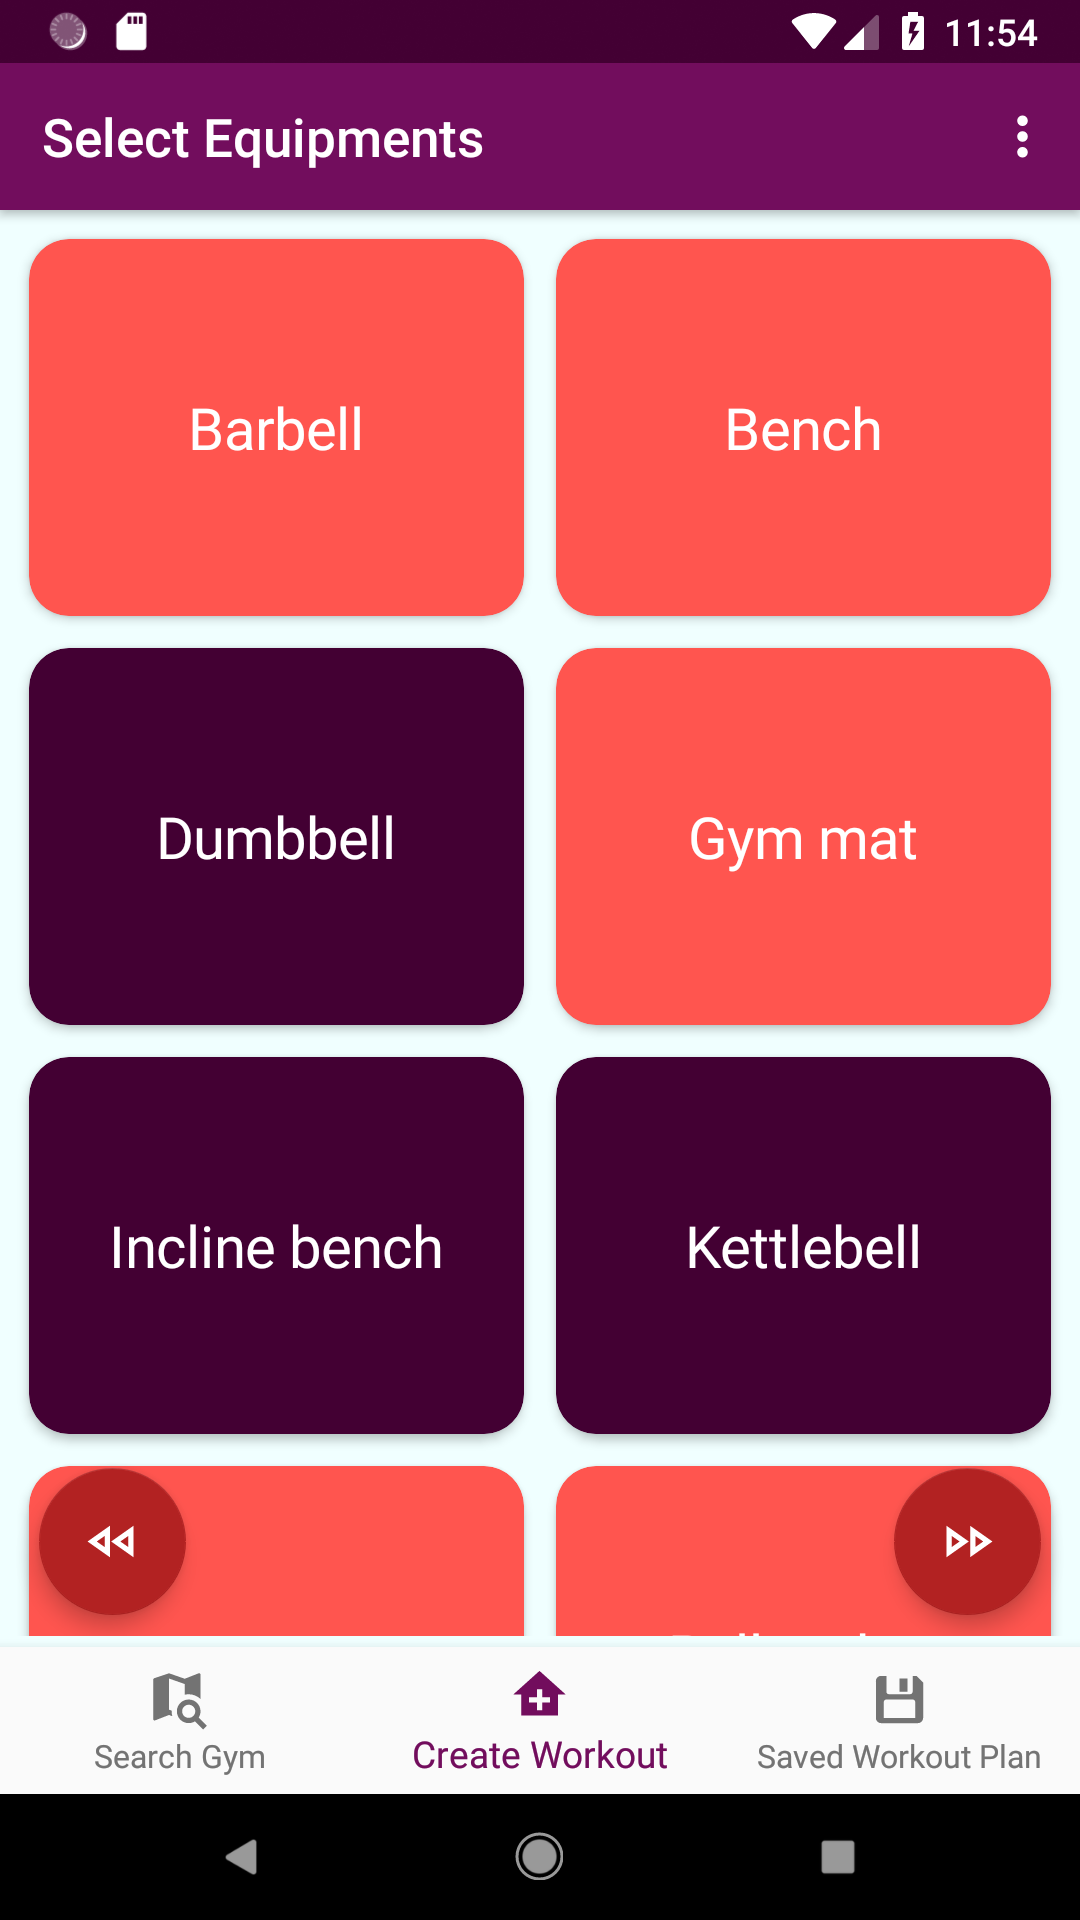 11:54
Select Equipments
Barbell
Bench
Dumbbell
Gym mat
Incline bench
Kettlebell
Search Gym
Create Workout
Saved Workout Plan